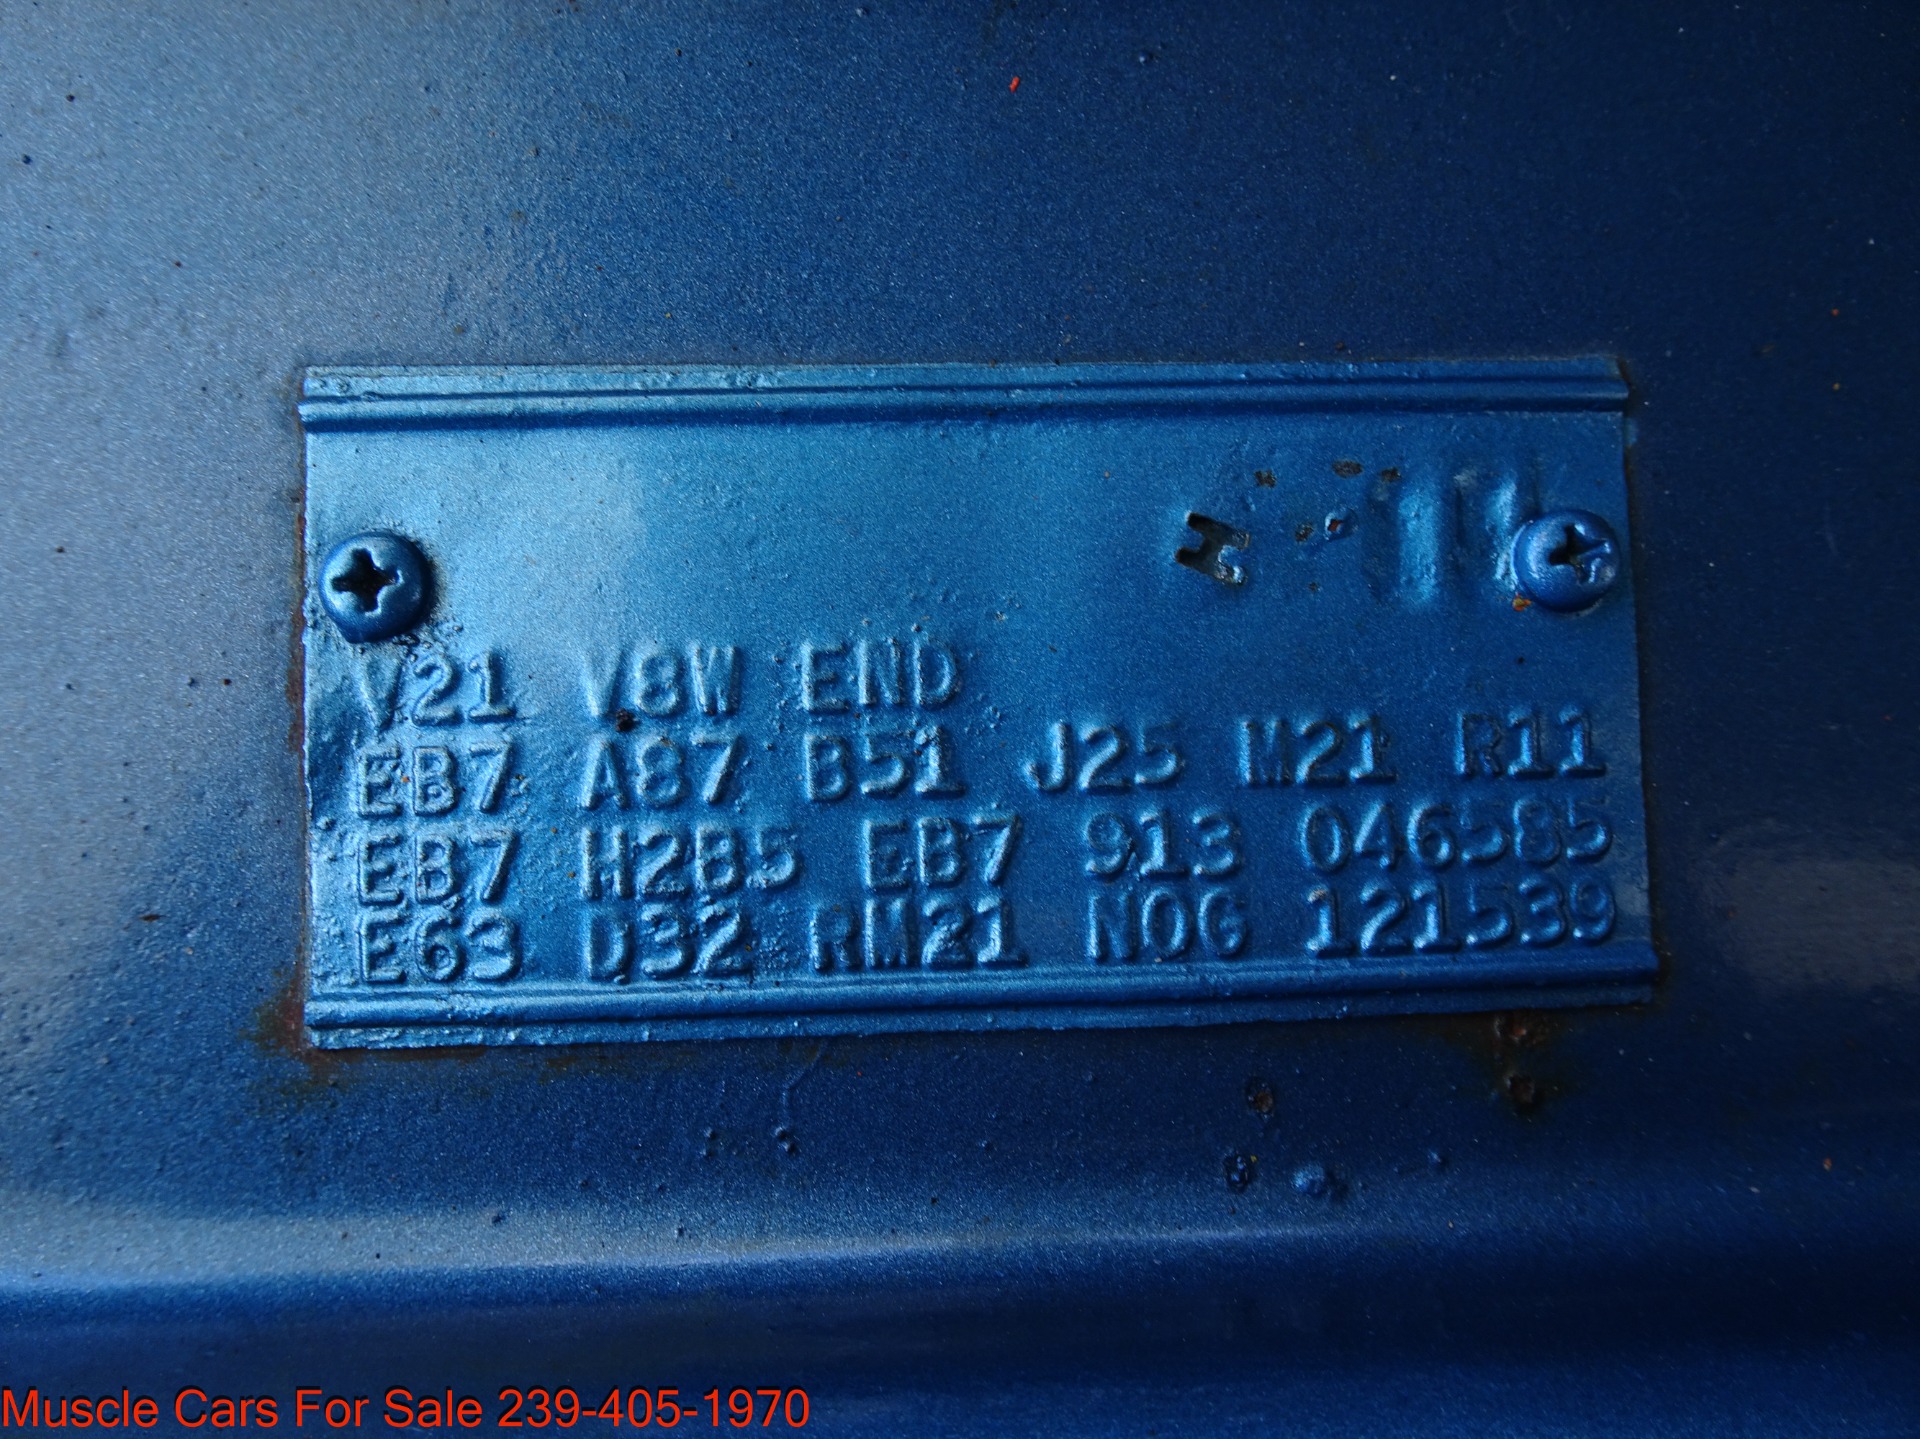 V21 V8W END
EB7 A87 B51 J25 M21 R11
EB7 H2B5 EB7 913 046585
E63 D32 RM21 N0G 121539
Muscle Cars For Sale 239-405-1970